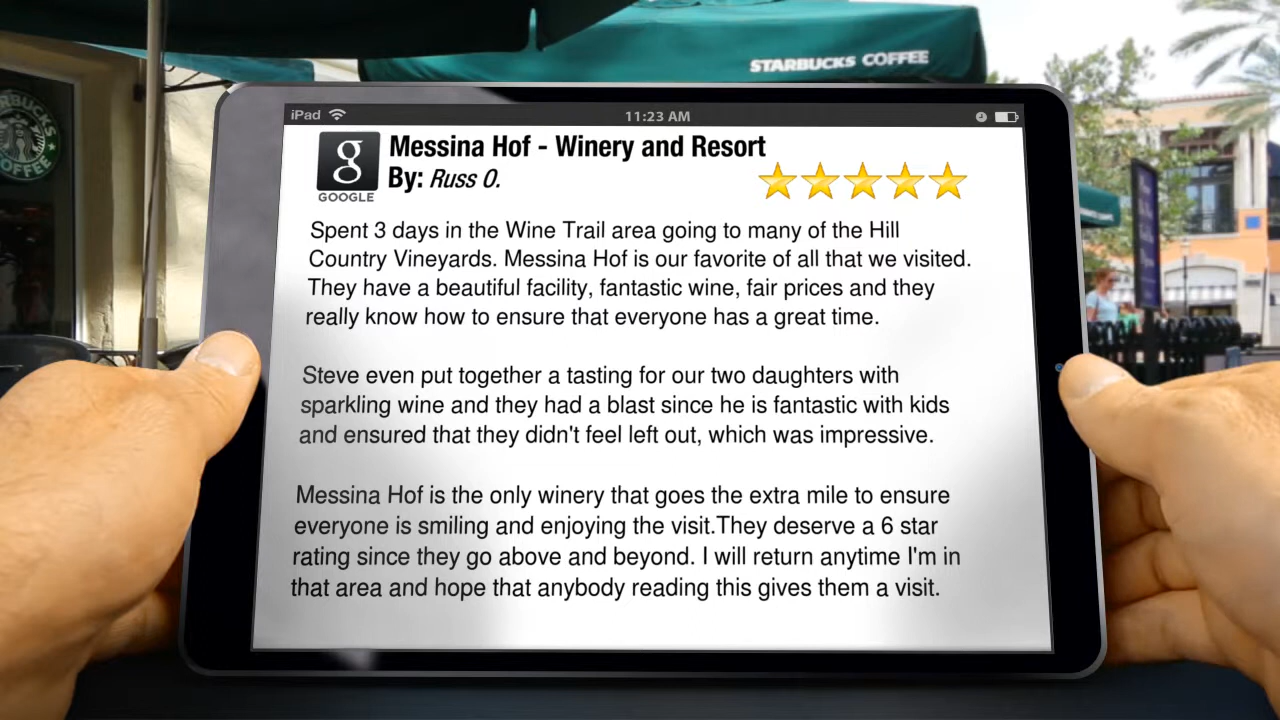 STARBUCKS COFFEE
RBUCKS
OFFEE
iPad
11:23 AM
g
GOOGLE
Messina Hof - Winery and Resort
By: Russ O.
Spent 3 days in the Wine Trail area going to many of the Hill
Country Vineyards. Messina Hof is our favorite of all that we visited.
They have a beautiful facility, fantastic wine, fair prices and they
really know how to ensure that everyone has a great time.
Steve even put together a tasting for our two daughters with
sparkling wine and they had a blast since he is fantastic with kids
and ensured that they didn't feel left out, which was impressive.
Messina Hof is the only winery that goes the extra mile to ensure
everyone is smiling and enjoying the visit.They deserve a 6 star
rating since they go above and beyond. I will return anytime I'm in
that area and hope that anybody reading this gives them a visit.